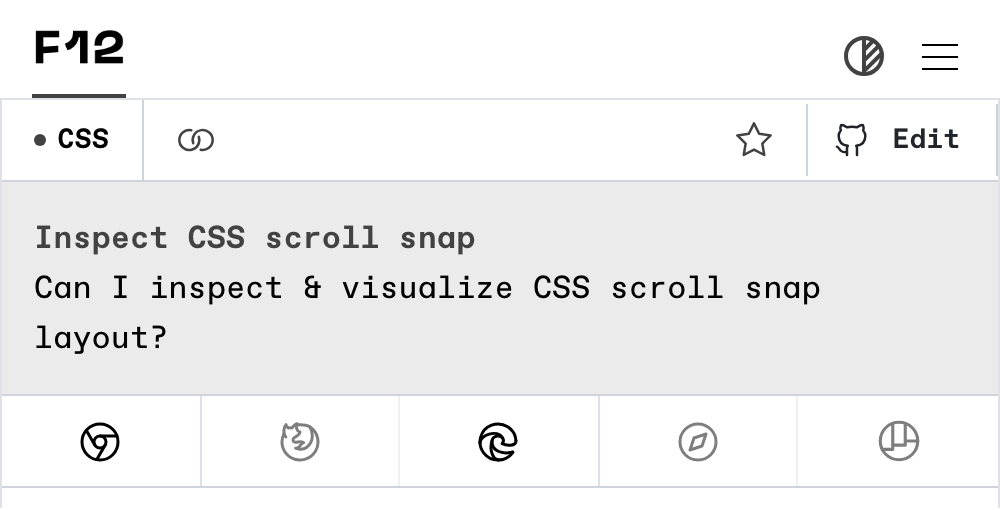 F12
CSS
Edit
Inspect CSS scroll snap
Can I inspect & visualize CSS scroll snap
layout?